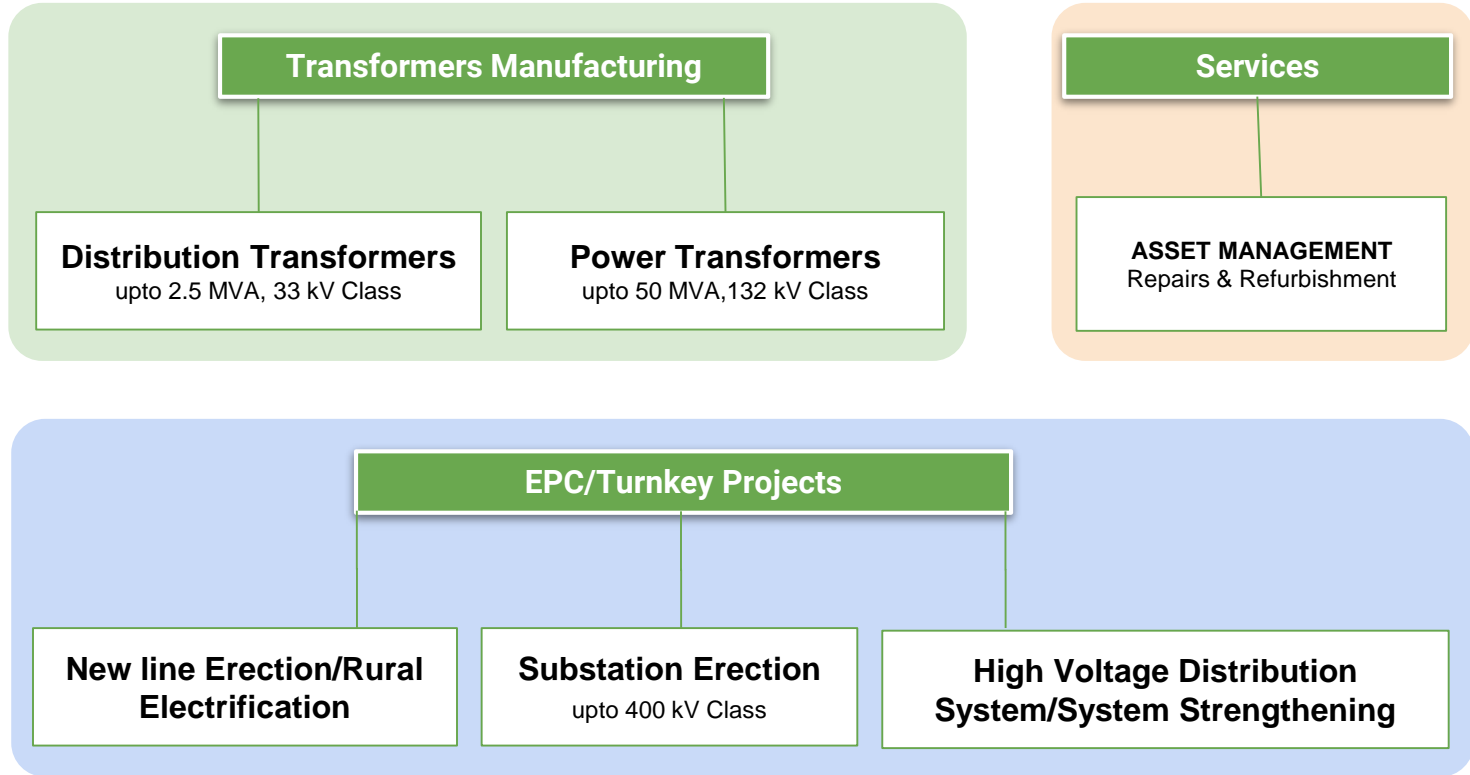 Transformers Manufacturing
Distribution Transformers
upto 2.5 MVA, 33 kV Class
Power Transformers
upto 50 MVA,132 kV Class
Services
ASSET MANAGEMENT
Repairs & Refurbishment
EPC/Turnkey Projects
New line Erection/Rural
Electrification
Substation Erection
upto 400 kV Class
High Voltage Distribution
System/System Strengthening